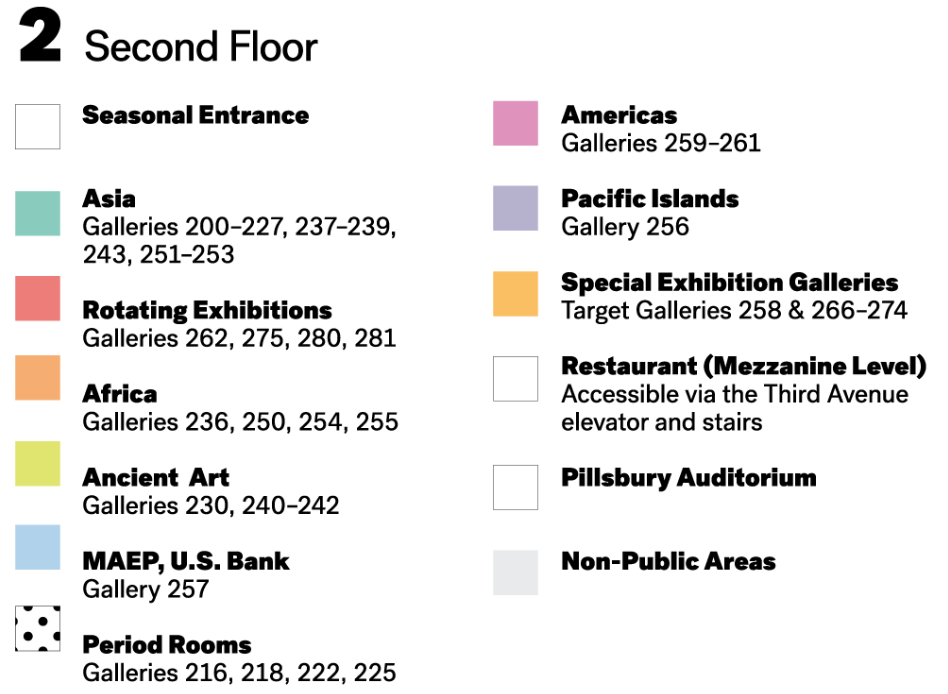 2 Second Floor
Seasonal Entrance
Asia
Galleries 200–227, 237–239,
243, 251–253
Rotating Exhibitions
Galleries 262, 275, 280, 281
Africa
Galleries 236, 250, 254, 255
Ancient Art
Galleries 230, 240–242
MAEP, U.S. Bank
Gallery 257
Period Rooms
Galleries 216, 218, 222, 225
Americas
Galleries 259–261
Pacific Islands
Gallery 256
Special Exhibition Galleries
Target Galleries 258 & 266–274
Restaurant (Mezzanine Level)
Accessible via the Third Avenue
elevator and stairs
Pillsbury Auditorium
Non-Public Areas